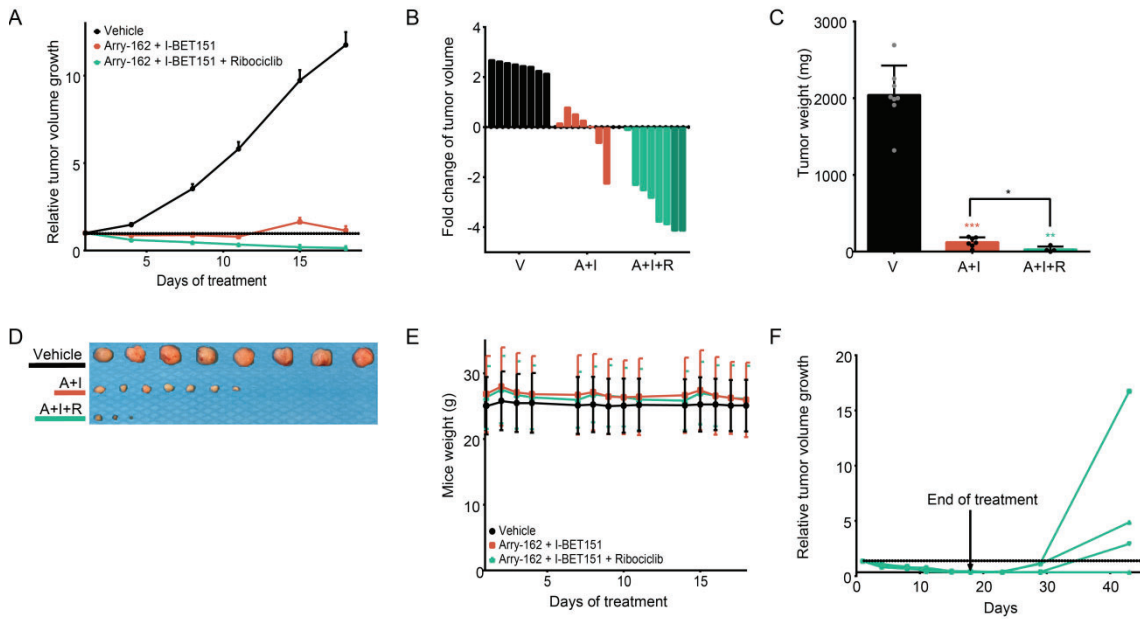 A
Vehicle
Arry-162 + I-BET151
Arry-162 + I-BET151 + Ribociclib
Relative tumor volume growth
10
5
0
5
10
15
Days of treatment
B
Fold change of tumor volume
4
2
0
-2
-4
V
A+I
A+I+R
C
Tumor weight (mg)
3000
2000
1000
0
***
*
**
V
A+I
A+I+R
D
Vehicle
A+I
A+I+R
E
Mice weight (g)
30
20
10
0
Vehicle
Arry-162 + I-BET151
Arry-162 + I-BET151 + Ribociclib
0
5
10
15
Days of treatment
F
Relative tumor volume growth
20
15
10
5
0
End of treatment
0
10
20
30
40
Days